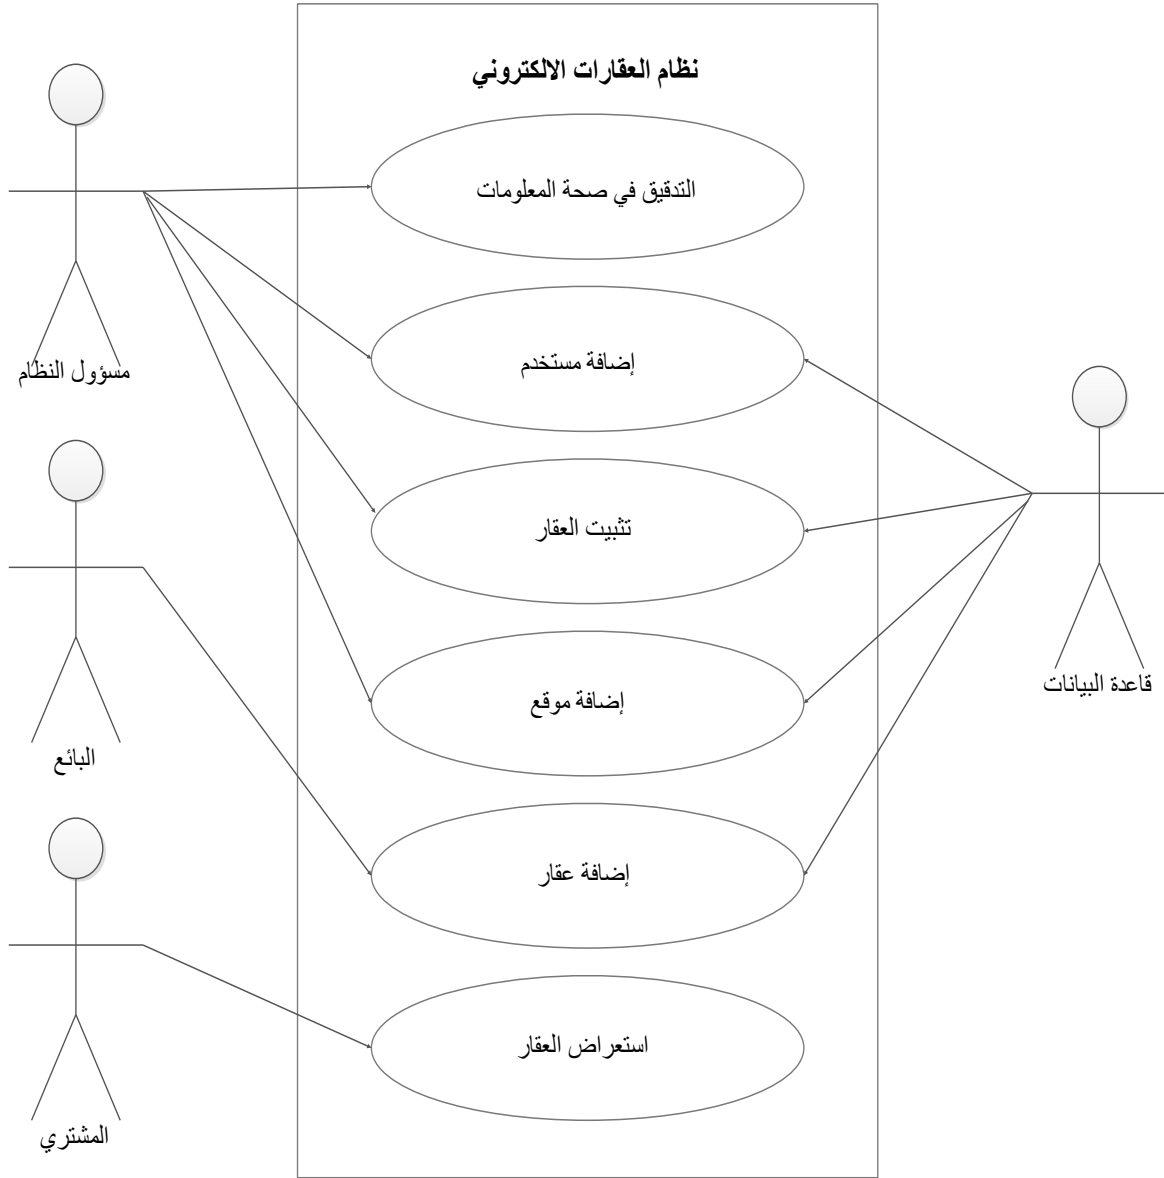 نظام العقارات الالكتروني
التدقيق في صحة المعلومات
إضافة مستخدم
مسؤول النظام
تثبيت العقار
قاعدة البيانات
إضافة موقع
البائع
إضافة عقار
استعراض العقار
المشتري